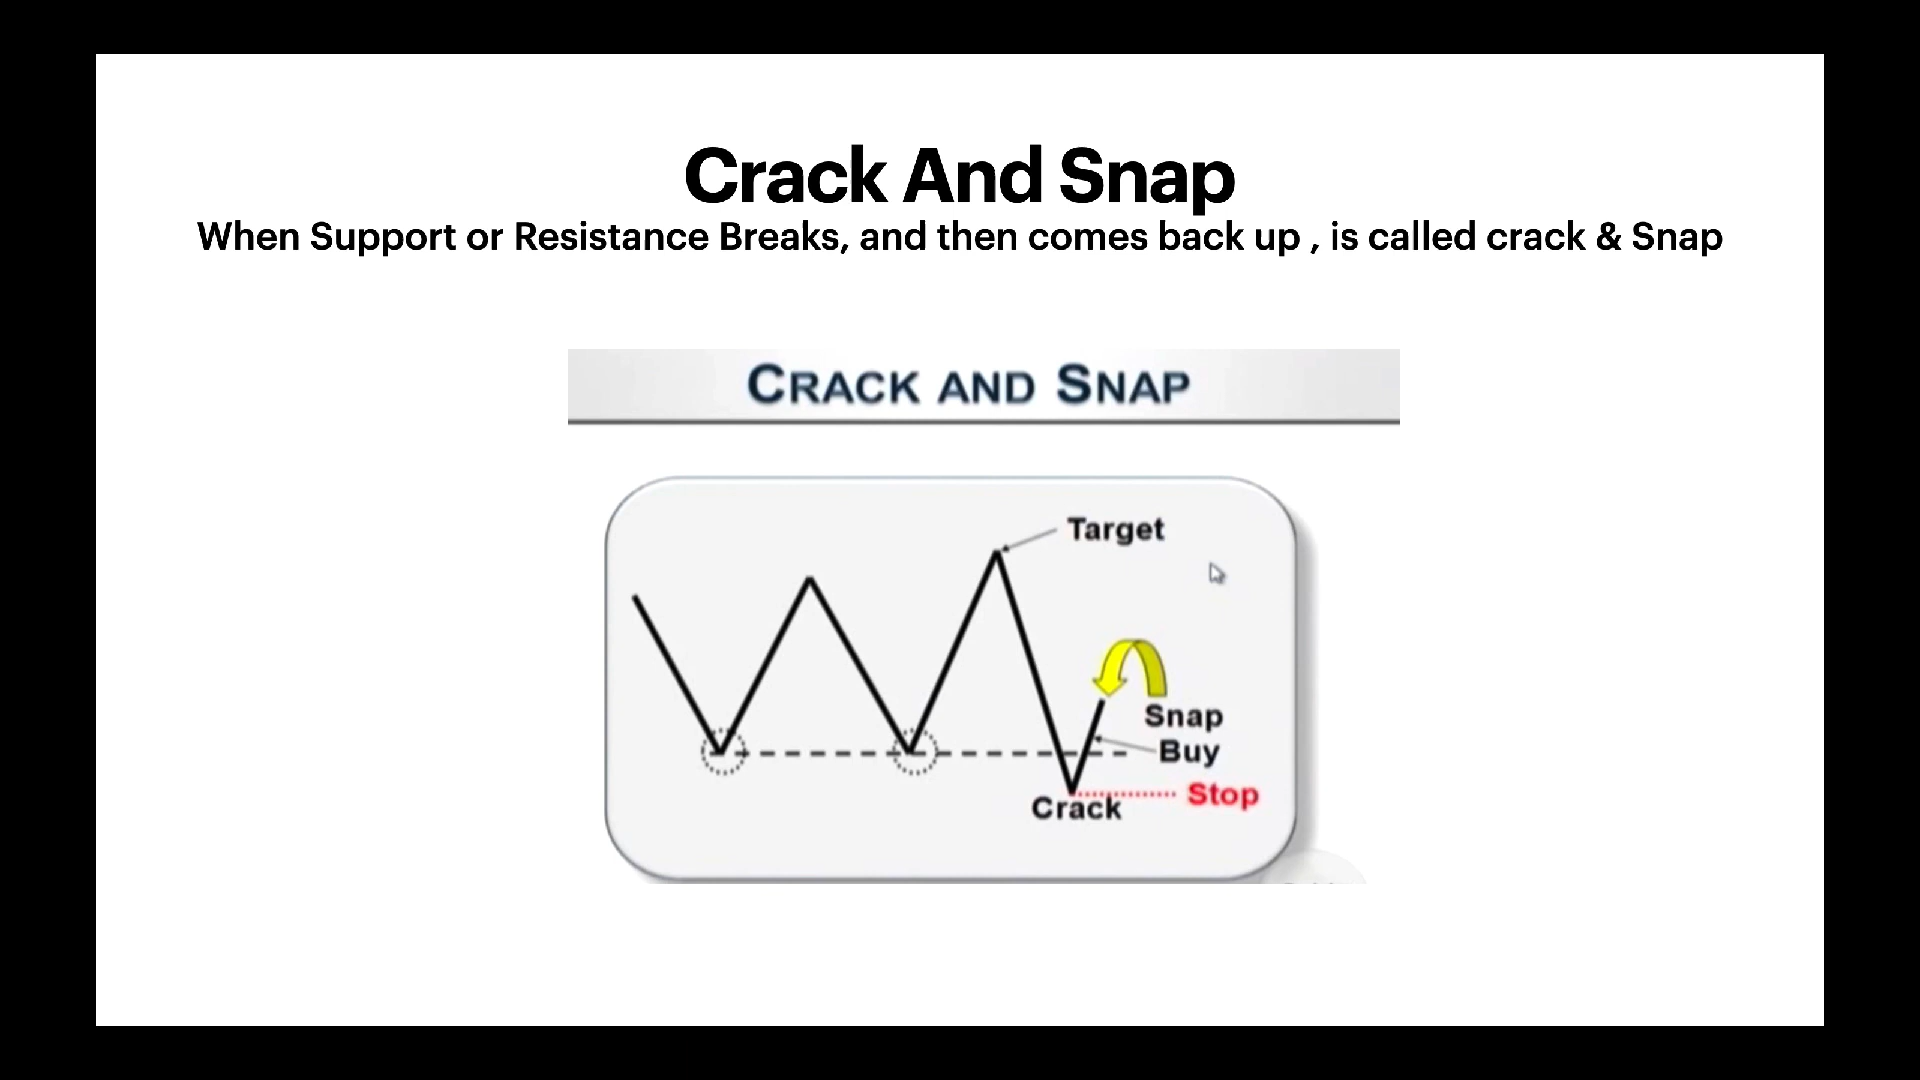 Crack And Snap
When Support or Resistance Breaks, and then comes back up , is called crack & Snap
CRACK AND SNAP
Target
Snap
Buy
Stop
Crack